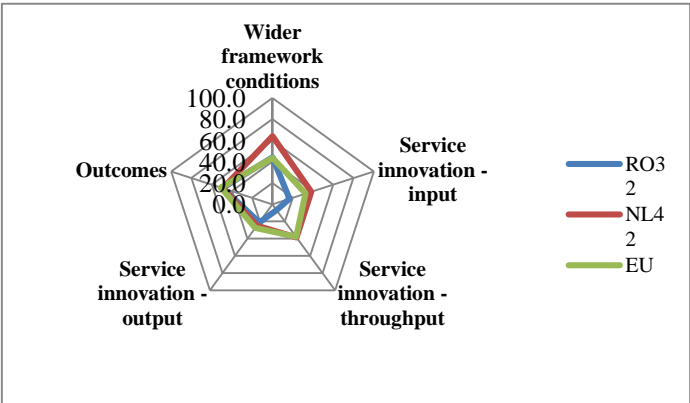 Wider
framework
conditions
100.0
80.0
60.0
40.0
20.0
0.0
Service
innovation -
input
Service
innovation -
throughput
Service
innovation -
output
Outcomes
RO3
2
NL4
2
EU